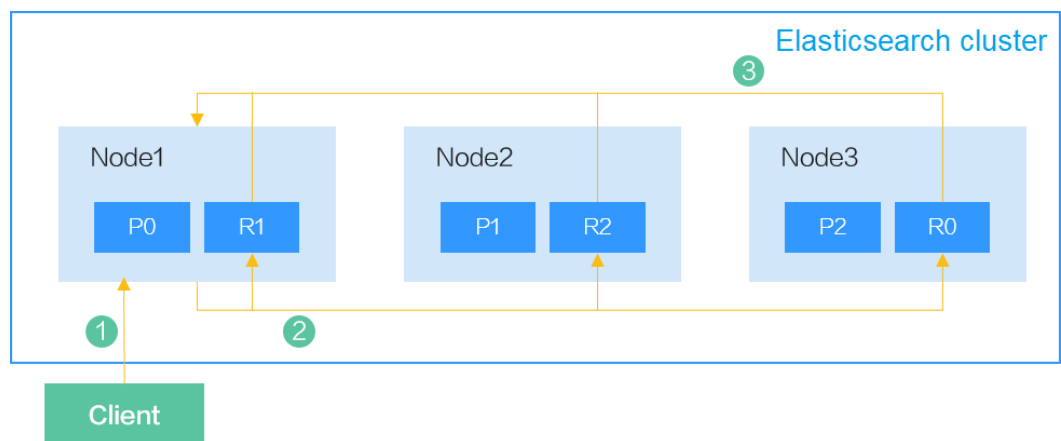 Elasticsearch cluster
3
Node1
Node2
Node3
P0
R1
P1
R2
P2
R0
1
2
Client